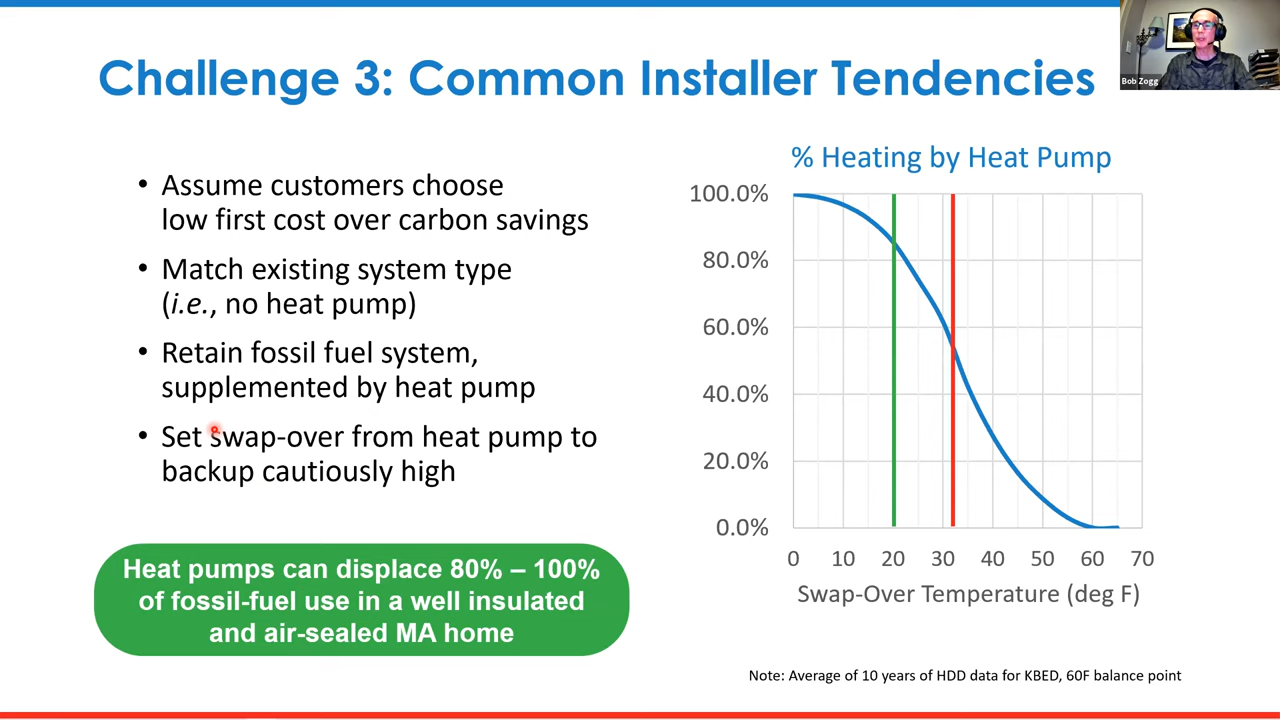 Challenge 3: Common Installer Tendencies
Bob Zogg
• Assume customers choose
low first cost over carbon savings
• Match existing system type
(i.e., no heat pump)
• Retain fossil fuel system,
supplemented by heat pump
• Set swap-over from heat pump to
backup cautiously high
Heat pumps can displace 80% – 100%
of fossil-fuel use in a well insulated
and air-sealed MA home
% Heating by Heat Pump
100.0%
80.0%
60.0%
40.0%
20.0%
0.0%
0 10 20 30 40 50 60 70
Swap-Over Temperature (deg F)
Note: Average of 10 years of HDD data for KBED, 60F balance point